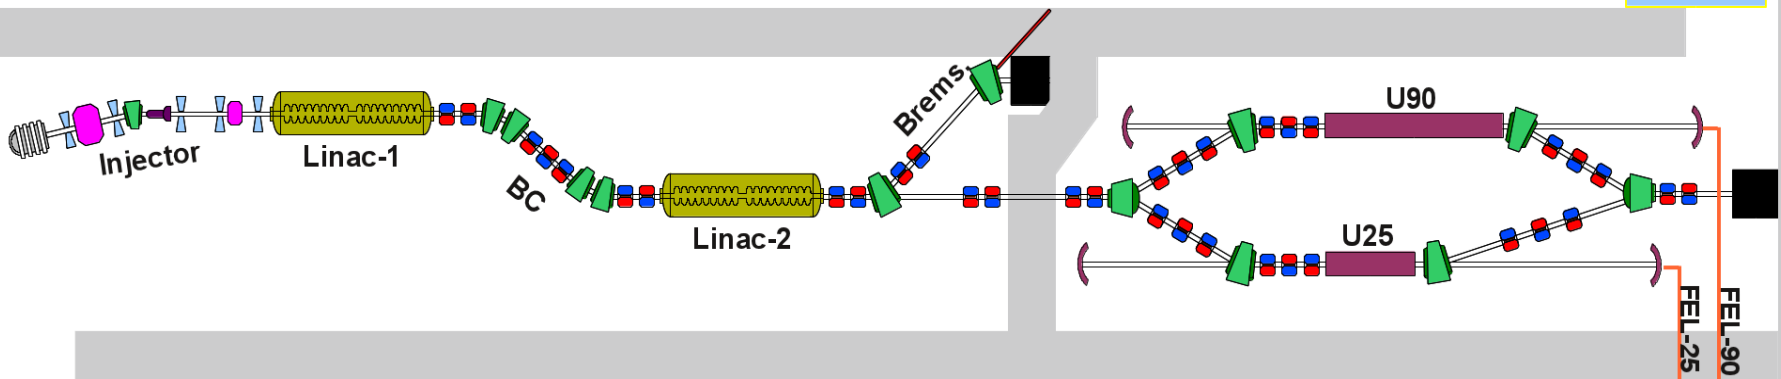 Injector
Linac-1
BC
Linac-2
Brems.
U90
U25
FEL-25
FEL-90